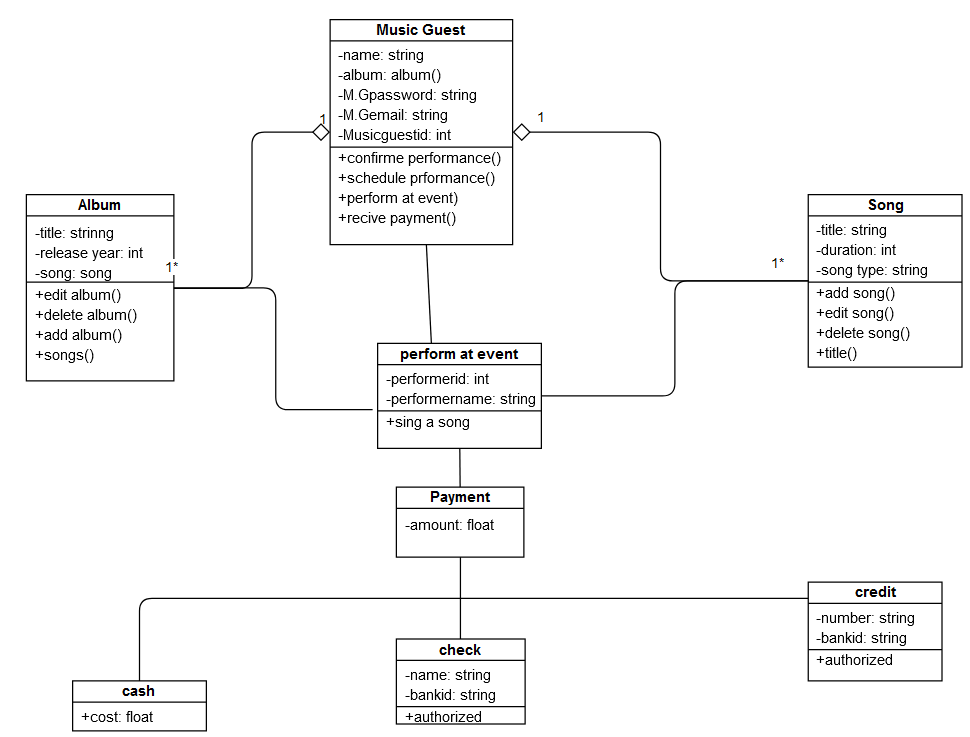 Music Guest
-name: string
-album: album()
-M.Gpassword: string
-M.Gemail: string
-Musicguestid: int
+confirme performance()
+schedule prformance()
+perform at event)
+recive payment()
1
1
Album
-title: strinng
-release year: int
-song: song
+edit album()
+delete album()
+add album()
+songs()
1*
Song
-title: string
-duration: int
-song type: string
+add song()
+edit song()
+delete song()
+title()
1*
perform at event
-performerid: int
-performername: string
+sing a song
Payment
-amount: float
credit
-number: string
-bankid: string
+authorized
check
-name: string
-bankid: string
+authorized
cash
+cost: float